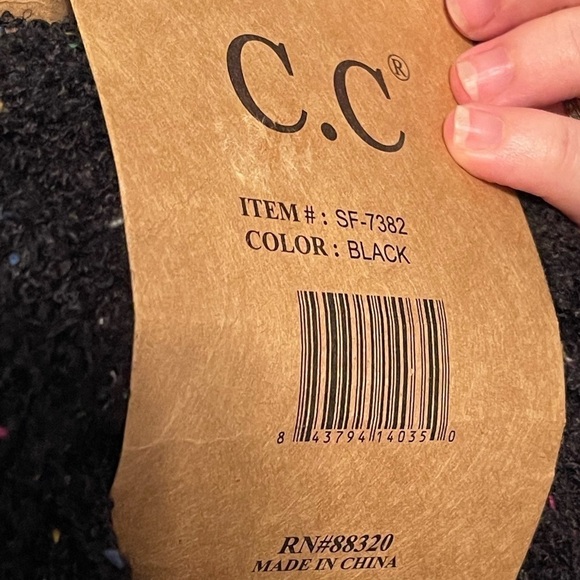 C.C®
ITEM #: SF-7382
COLOR: BLACK
8 43794 14035 0
RN#88320
MADE IN CHINA